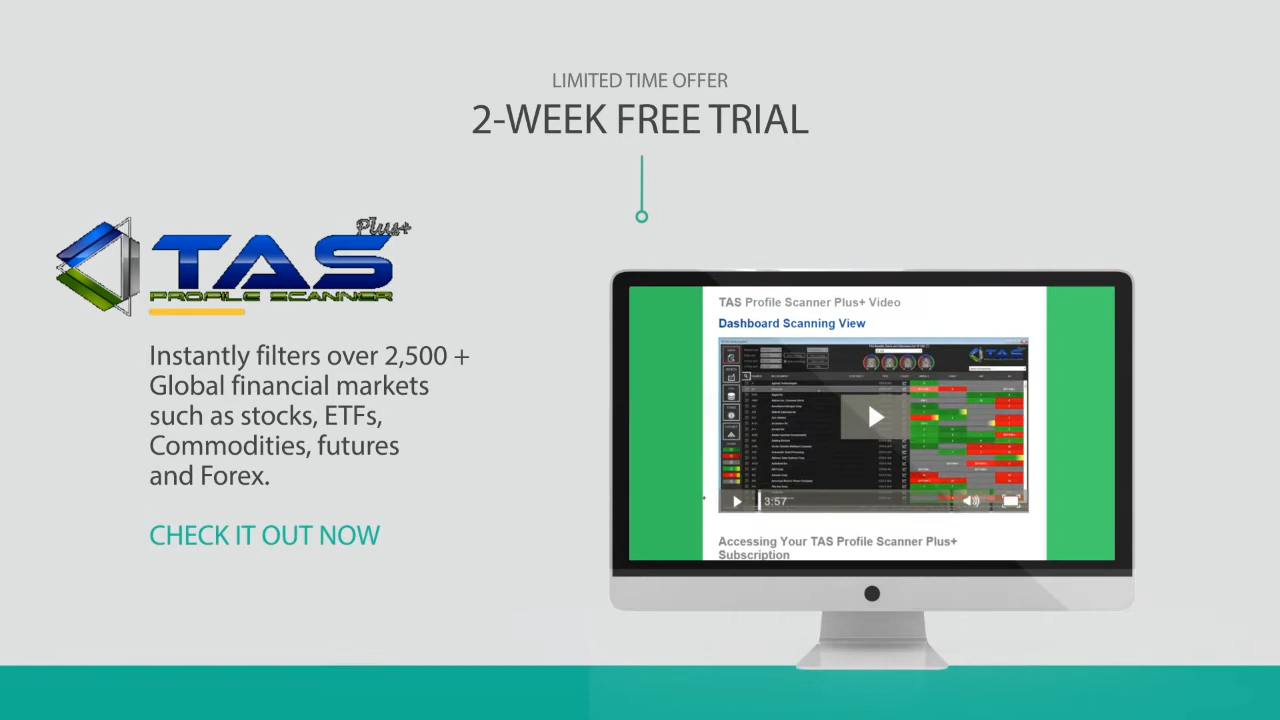 LIMITED TIME OFFER
2-WEEK FREE TRIAL
Plus+
TAS
PROFILE SCANNER
Instantly filters over 2,500 +
Global financial markets
such as stocks, ETFs,
Commodities, futures
and Forex.
CHECK IT OUT NOW
TAS Profile Scanner Plus+ Video
Dashboard Scanning View
TAS
3:57
Accessing Your TAS Profile Scanner Plus+
Subscription